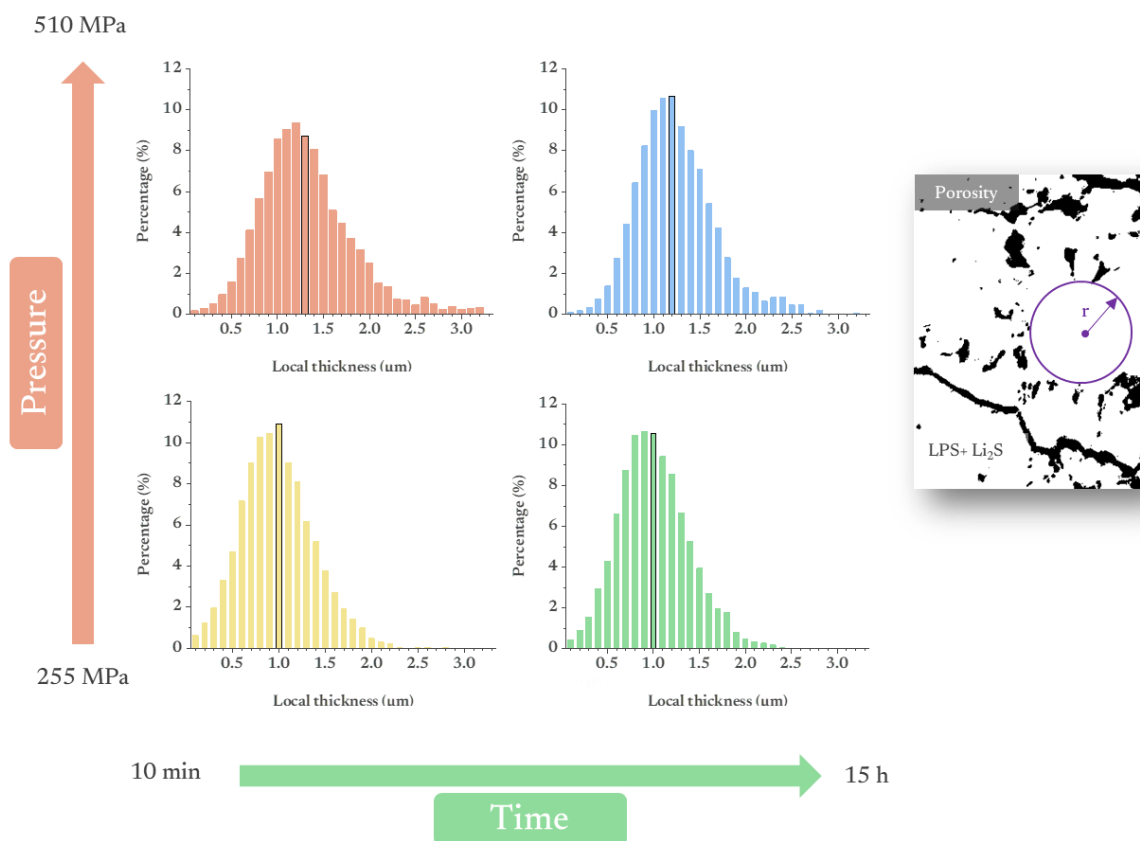 510 MPa
Pressure
255 MPa
12
10
8
6
4
2
0
Percentage (%)
0.5 1.0 1.5 2.0 2.5 3.0
Local thickness (um)
12
10
8
6
4
2
0
Percentage (%)
0.5 1.0 1.5 2.0 2.5 3.0
Local thickness (um)
Porosity
r
LPS+ Li₂S
12
10
8
6
4
2
0
Percentage (%)
0.5 1.0 1.5 2.0 2.5 3.0
Local thickness (um)
12
10
8
6
4
2
0
Percentage (%)
0.5 1.0 1.5 2.0 2.5 3.0
Local thickness (um)
10 min
15 h
Time